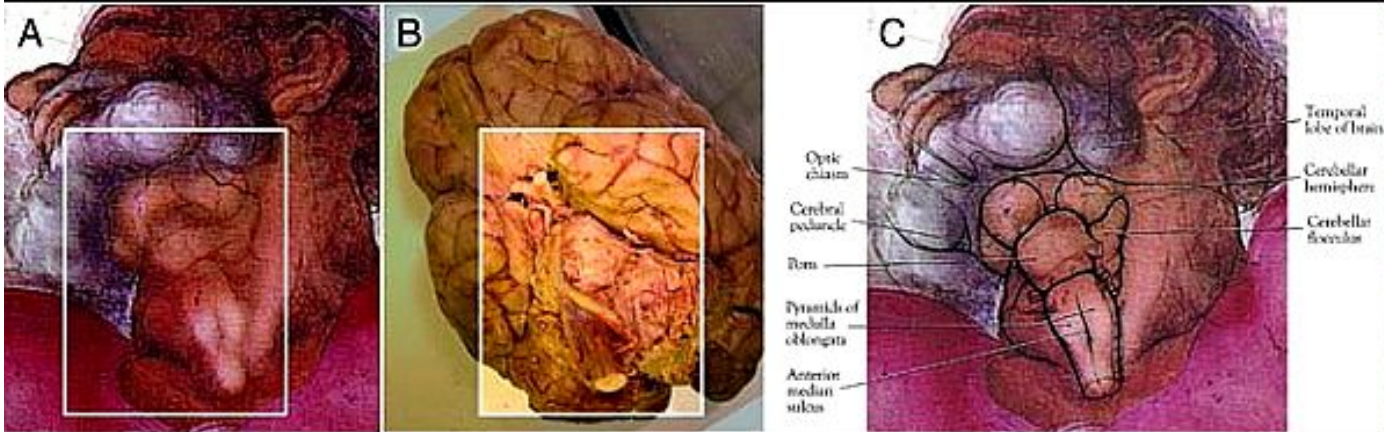 A
B
C
Temporal
lobe of brain
Optic
chiasm
Cerebellar
hemisphere
Cerebral
peduncle
Cerebellar
flocculus
Pons
Pyramids of
medulla
oblongata
Anterior
median
sulcus